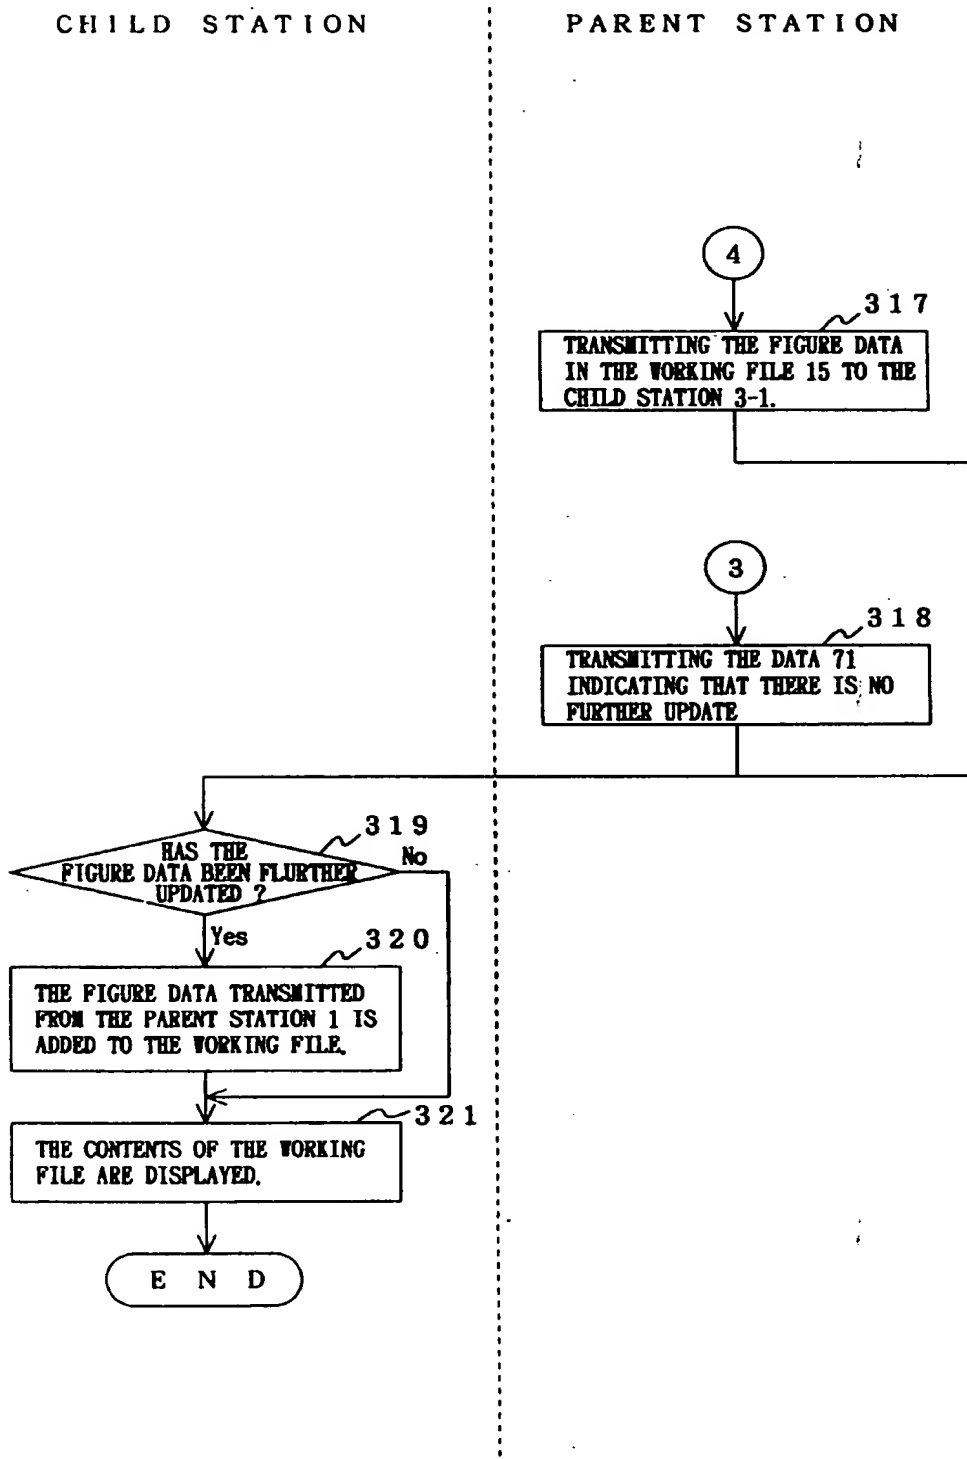 CHILD STATION
PARENT STATION
4
317
TRANSMITTING THE FIGURE DATA
IN THE WORKING FILE 15 TO THE
CHILD STATION 3-1.
3
318
TRANSMITTING THE DATA 71
INDICATING THAT THERE IS NO
FURTHER UPDATE
319
HAS THE
FIGURE DATA BEEN FLURTHER
UPDATED ?
No
Yes
320
THE FIGURE DATA TRANSMITTED
FROM THE PARENT STATION 1 IS
ADDED TO THE WORKING FILE.
321
THE CONTENTS OF THE WORKING
FILE ARE DISPLAYED.
END